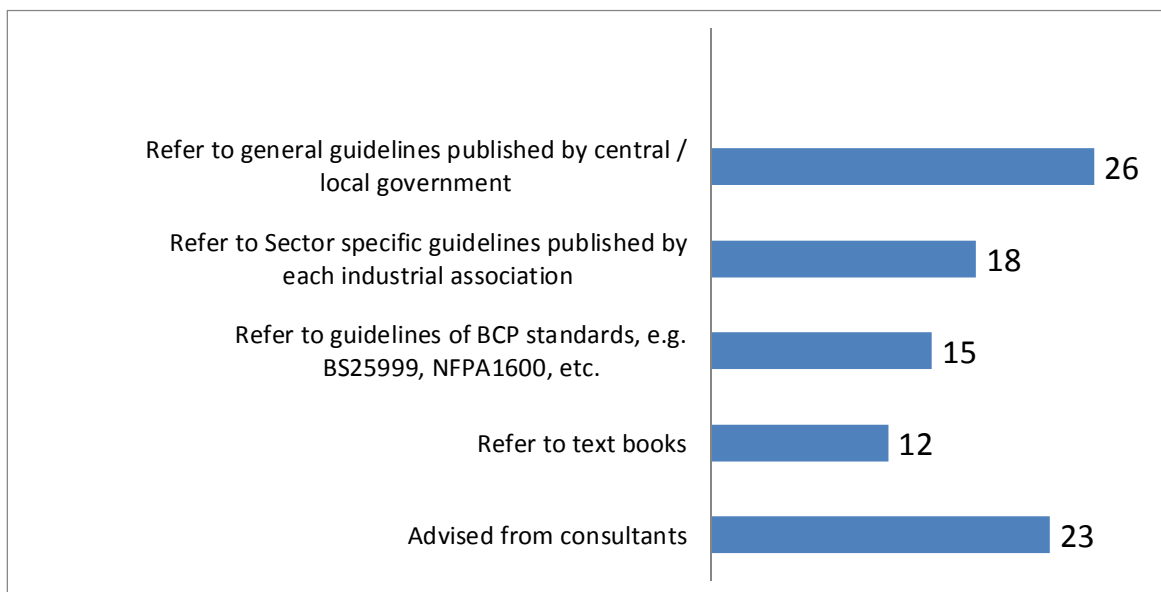 Refer to general guidelines published by central /
local government
26
Refer to Sector specific guidelines published by
each industrial association
18
Refer to guidelines of BCP standards, e.g.
BS25999, NFPA1600, etc.
15
Refer to text books
12
Advised from consultants
23